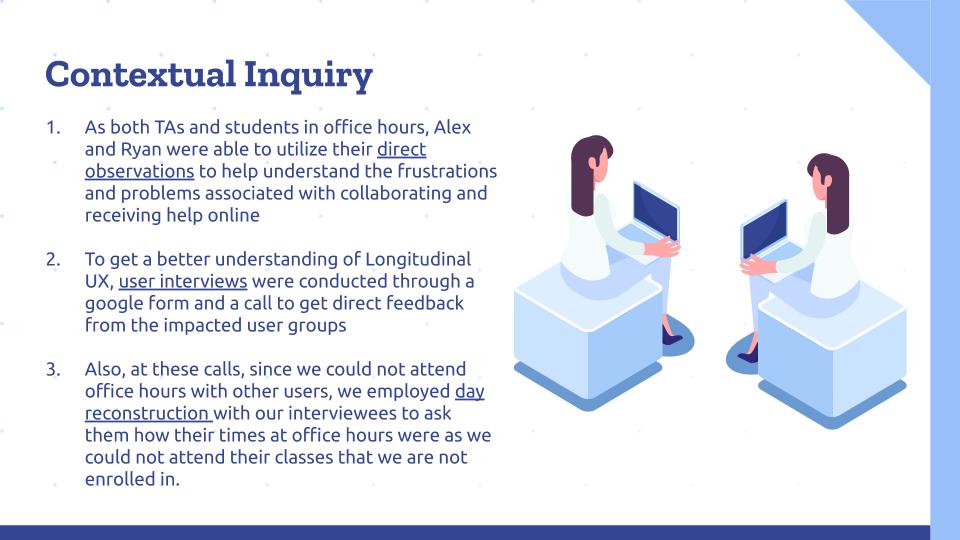 Contextual Inquiry
1. As both TAs and students in office hours, Alex
and Ryan were able to utilize their direct
observations to help understand the frustrations
and problems associated with collaborating and
receiving help online
2. To get a better understanding of Longitudinal
UX, user interviews were conducted through a
google form and a call to get direct feedback
from the impacted user groups
3. Also, at these calls, since we could not attend
office hours with other users, we employed day
reconstruction with our interviewees to ask
them how their times at office hours were as we
could not attend their classes that we are not
enrolled in.